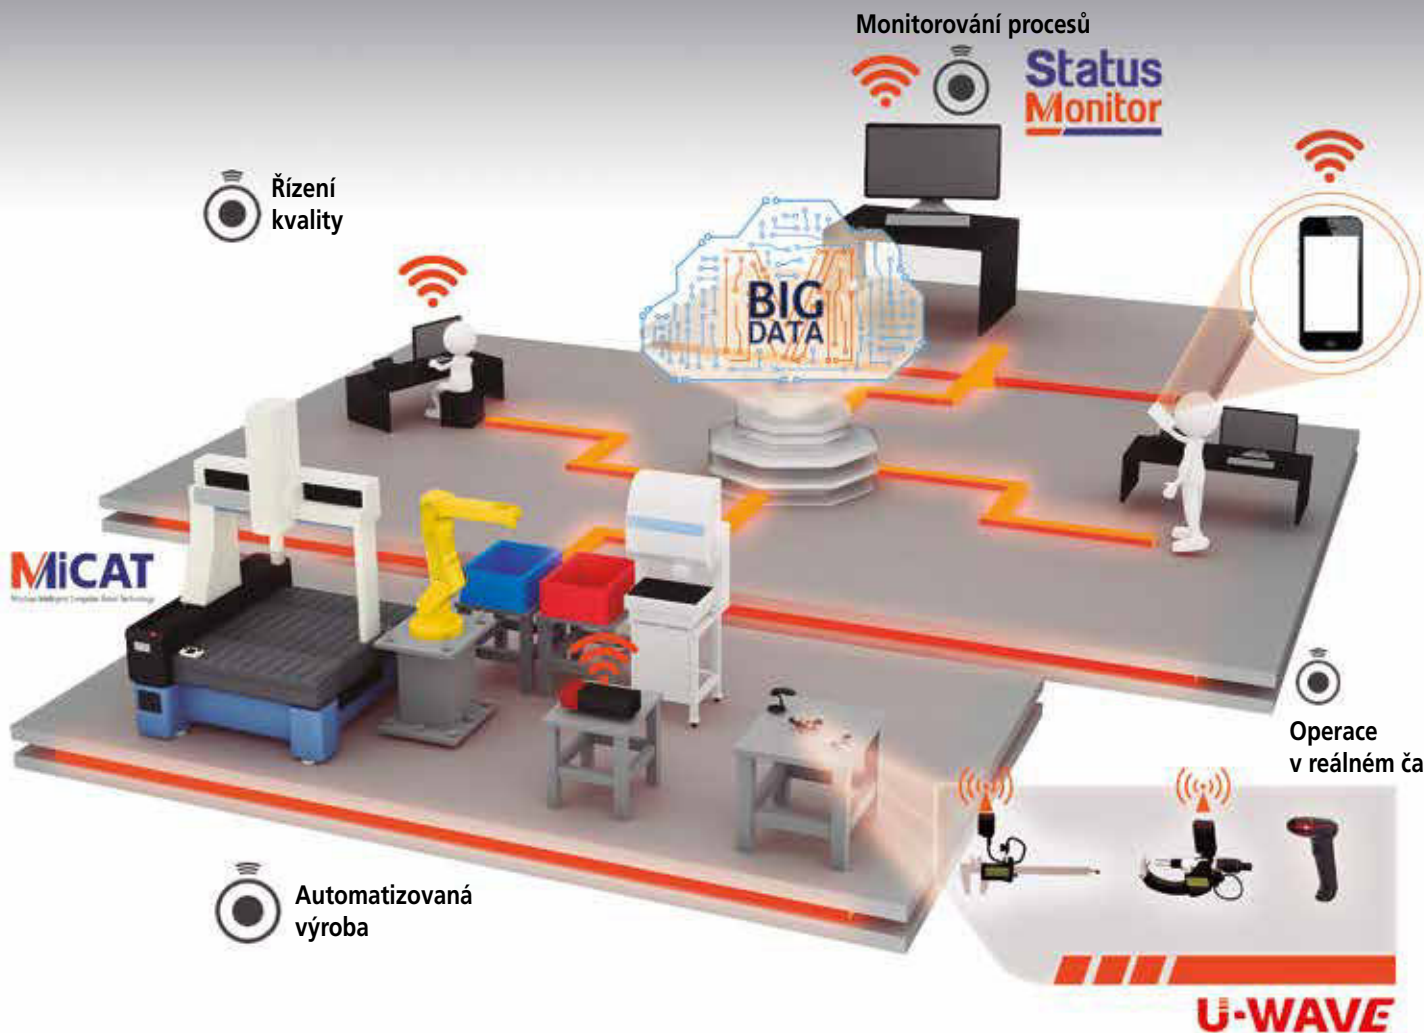 Monitorování procesů
Status
Monitor
Řízení
kvality
BIG
DATA
MiCAT
Operace
v reálném ča
Automatizovaná
výroba
U-WAVE